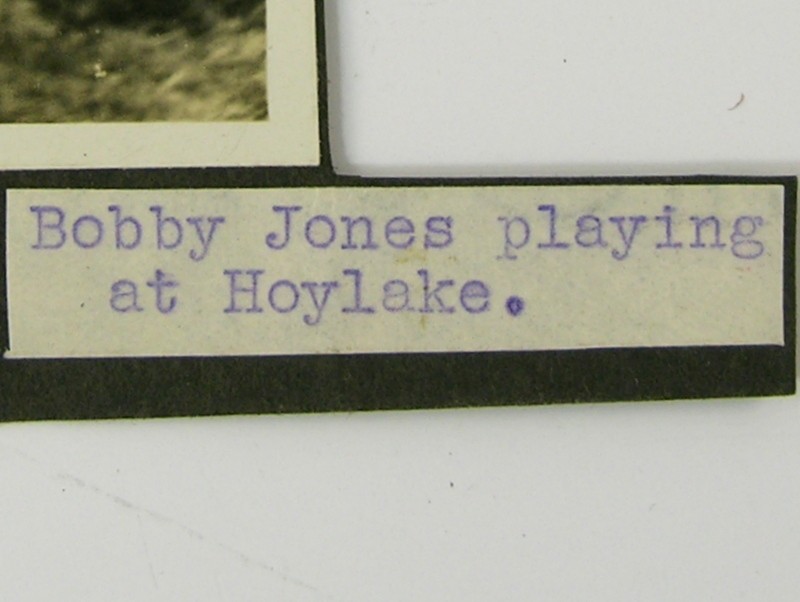 Bobby Jones playing
at Hoylake.